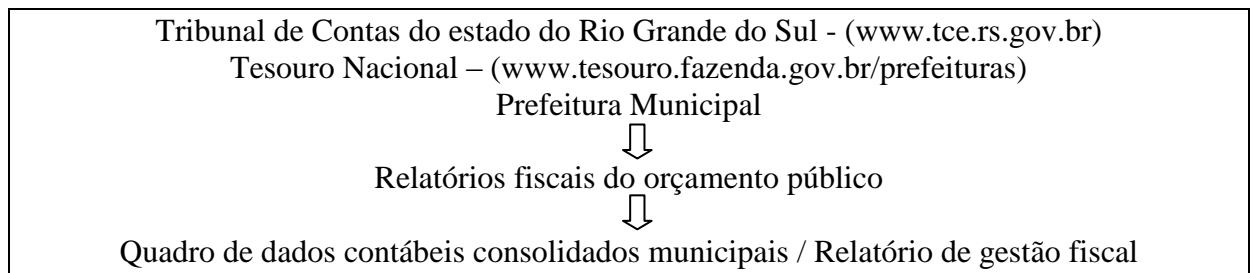 Tribunal de Contas do estado do Rio Grande do Sul - (www.tce.rs.gov.br)
Tesouro Nacional – (www.tesouro.fazenda.gov.br/prefeituras)
Prefeitura Municipal
Relatórios fiscais do orçamento público
Quadro de dados contábeis consolidados municipais / Relatório de gestão fiscal